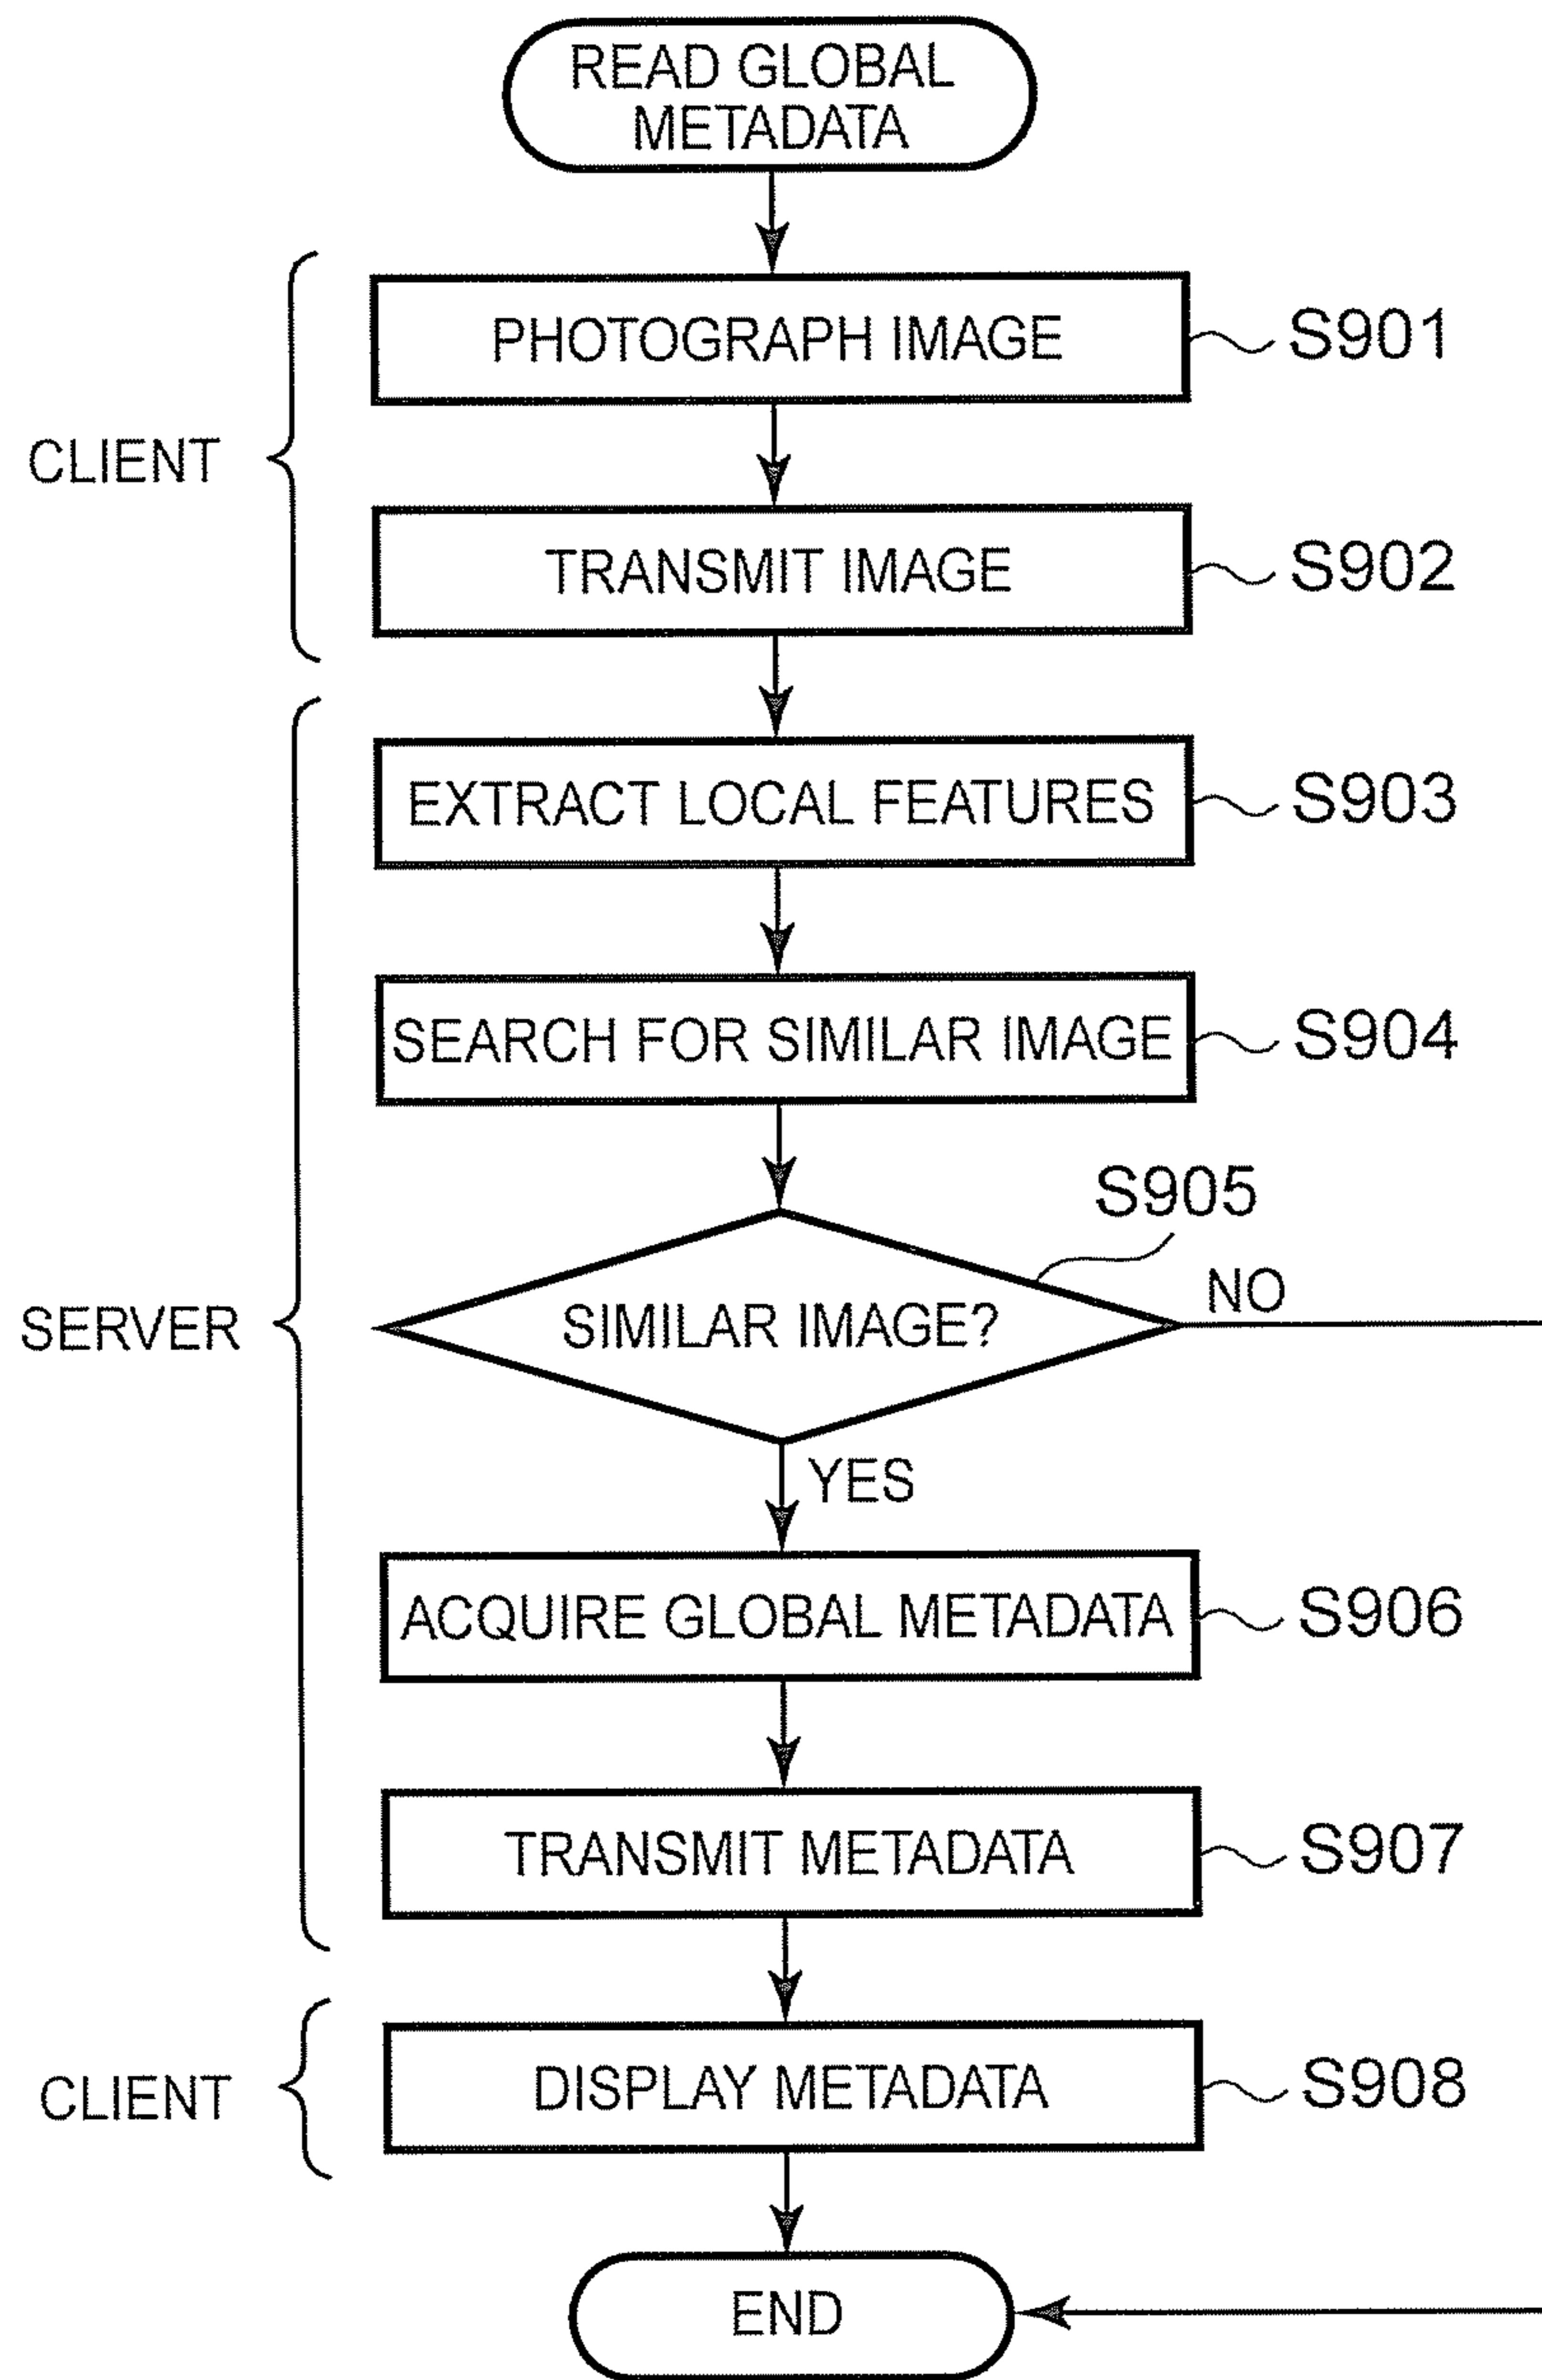 READ GLOBAL
METADATA
PHOTOGRAPH IMAGE
S901
CLIENT
TRANSMIT IMAGE
S902
EXTRACT LOCAL FEATURES
S903
SEARCH FOR SIMILAR IMAGE
S904
S905
SERVER
SIMILAR IMAGE?
NO
YES
ACQUIRE GLOBAL METADATA
S906
TRANSMIT METADATA
S907
CLIENT
DISPLAY METADATA
S908
END